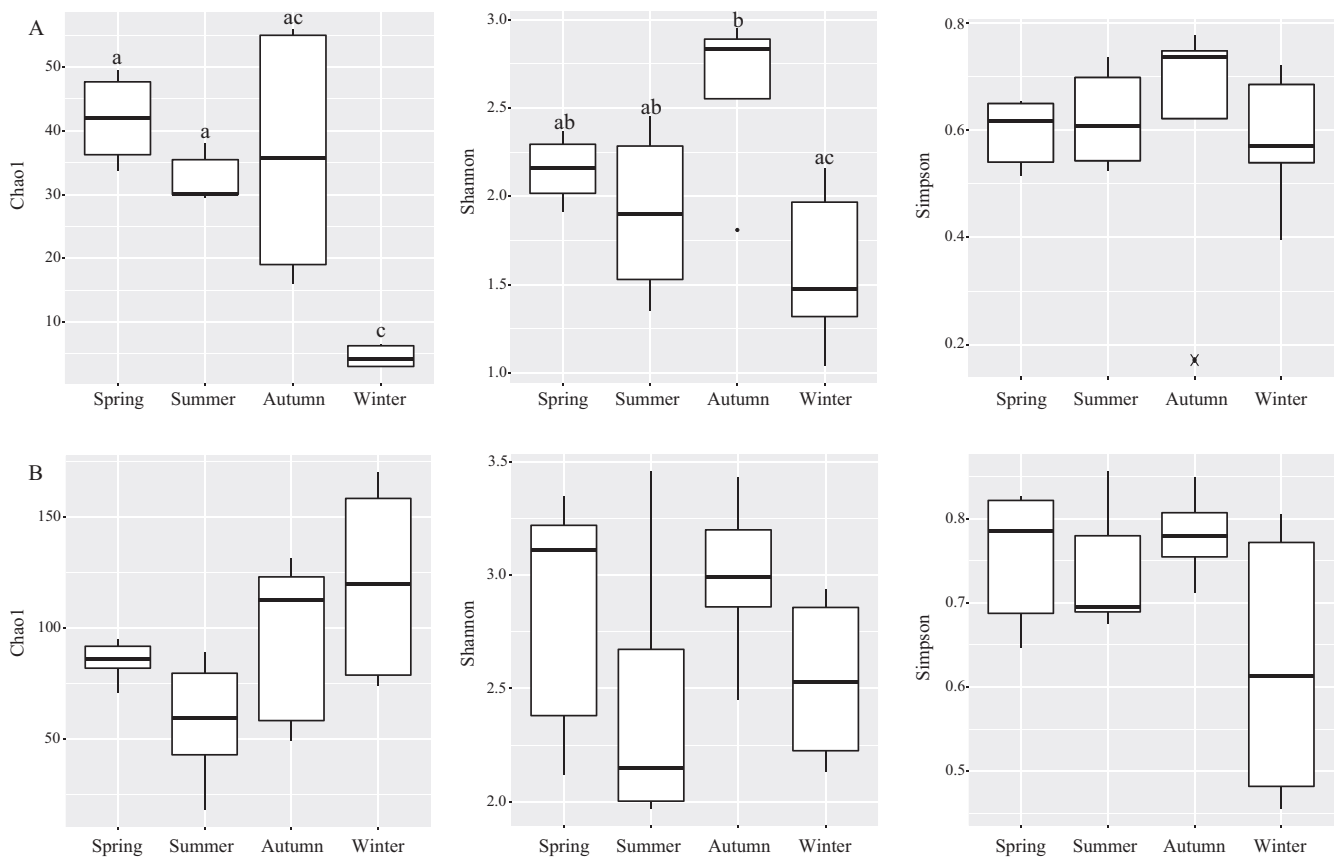 A
Chao1
50
40
30
20
10
a
a
ac
c
Spring Summer Autumn Winter
Shannon
3.0
2.5
2.0
1.5
1.0
ab
ab
b
ac
Spring Summer Autumn Winter
Simpson
0.8
0.6
0.4
0.2
Spring Summer Autumn Winter
B
Chao1
150
100
50
Spring Summer Autumn Winter
Shannon
3.5
3.0
2.5
2.0
Spring Summer Autumn Winter
Simpson
0.8
0.7
0.6
0.5
Spring Summer Autumn Winter